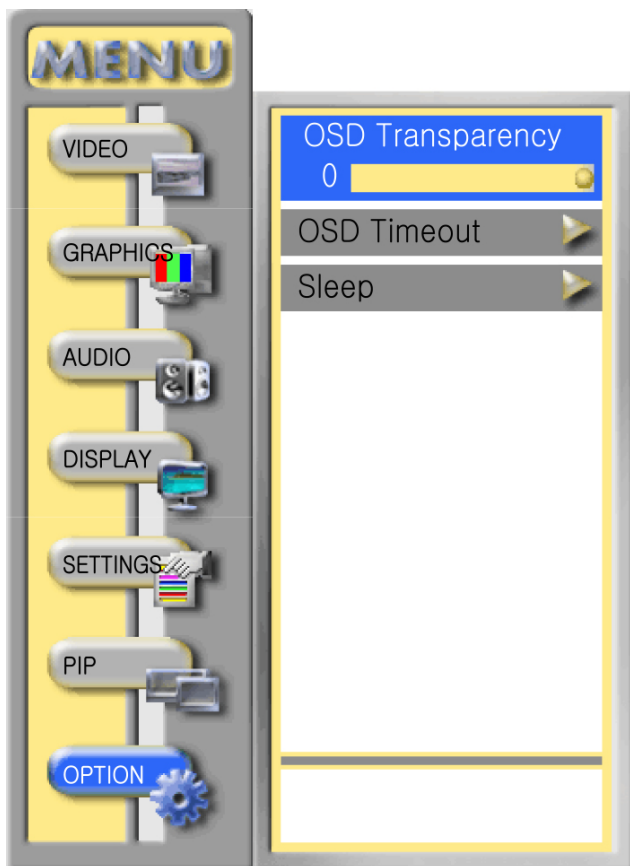 MENU
VIDEO
GRAPHICS
AUDIO
DISPLAY
SETTINGS
PIP
OPTION
OSD Transparency
0
OSD Timeout
Sleep